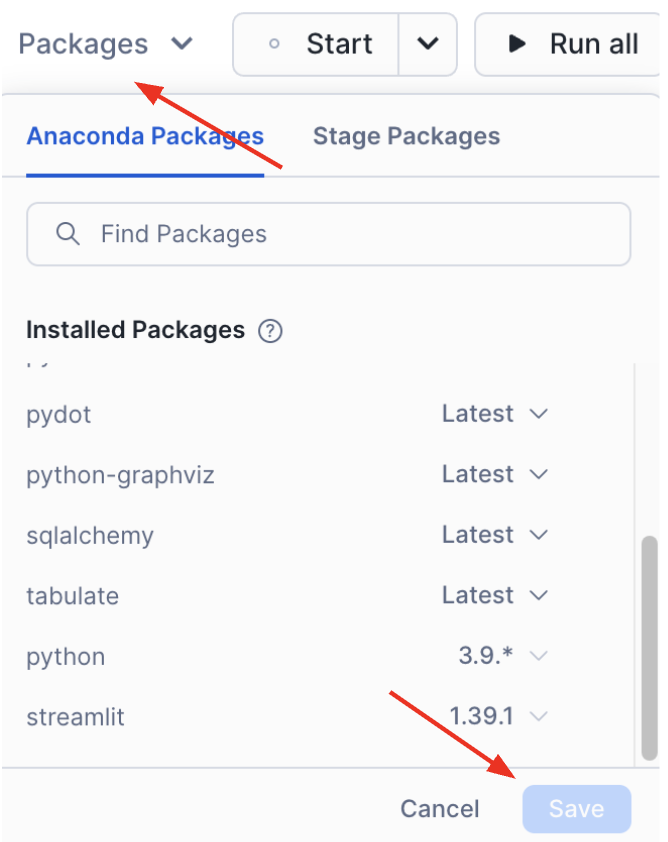 Packages Start Run all
Anaconda Packages Stage Packages
Find Packages
Installed Packages ?
pydot Latest
python-graphviz Latest
sqlalchemy Latest
tabulate Latest
python 3.9.*
streamlit 1.39.1
Cancel Save